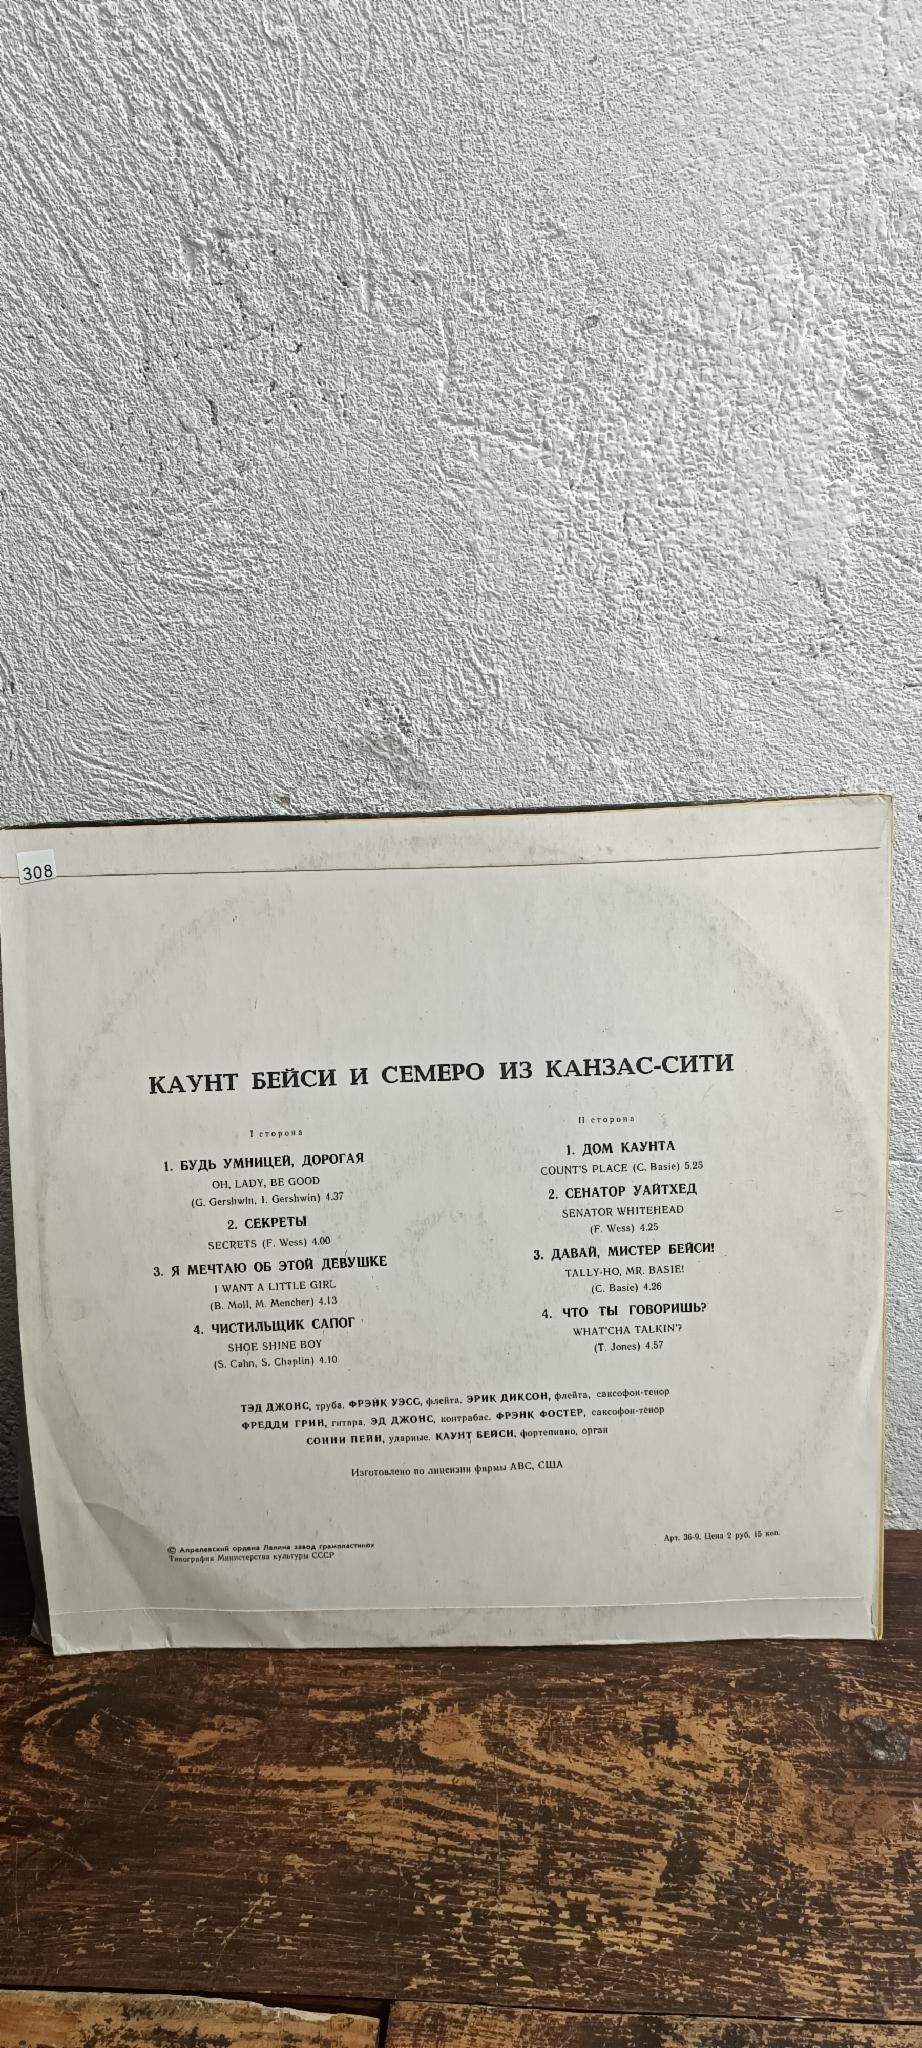 308
КАУНТ БЕЙСИ И СЕМЕРО ИЗ КАНЗАС-СИТИ
I сторона
1. БУДЬ УМНИЦЕЙ, ДОРОГАЯ
OH, LADY, BE GOOD
(G. Gershwin, I. Gershwin) 4.37
2. СЕКРЕТЫ
SECRETS (F. Wess) 4.00
3. Я МЕЧТАЮ ОБ ЭТОЙ ДЕВУШКЕ
I WANT A LITTLE GIRL
(B. Moll, M. Mencher) 4.13
4. ЧИСТИЛЬЩИК САПОГ
SHOE SHINE BOY
(S. Cahn, S. Chaplin) 4.10
II сторона
1. ДОМ КАУНТА
COUNT'S PLACE (C. Basie) 5.25
2. СЕНАТОР УАЙТХЕД
SENATOR WHITEHEAD
(F. Wess) 4.25
3. ДАВАЙ, МИСТЕР БЕЙСИ!
TALLY-HO, MR. BASIE!
(C. Basie) 4.26
4. ЧТО ТЫ ГОВОРИШЬ?
WHAT'CHA TALKIN'?
(T. Jones) 4.57
ТЭД ДЖОНС, труба. ФРЭНК УЭСС, флейта. ЭРИК ДИКСОН, флейта, саксофон-тенор
ФРЕДДИ ГРИН, гитара. ЭД ДЖОНС, контрабас. ФРЭНК ФОСТЕР, саксофон-тенор
СОННИ ПЕЙН, ударные. КАУНТ БЕЙСИ, фортепиано, орган
Изготовлено по лицензии фирмы ABC, США
© Апрелевский ордена Ленина завод грампластинок
Типография Министерства культуры СССР
Арт. 36-9. Цена 2 руб. 15 коп.